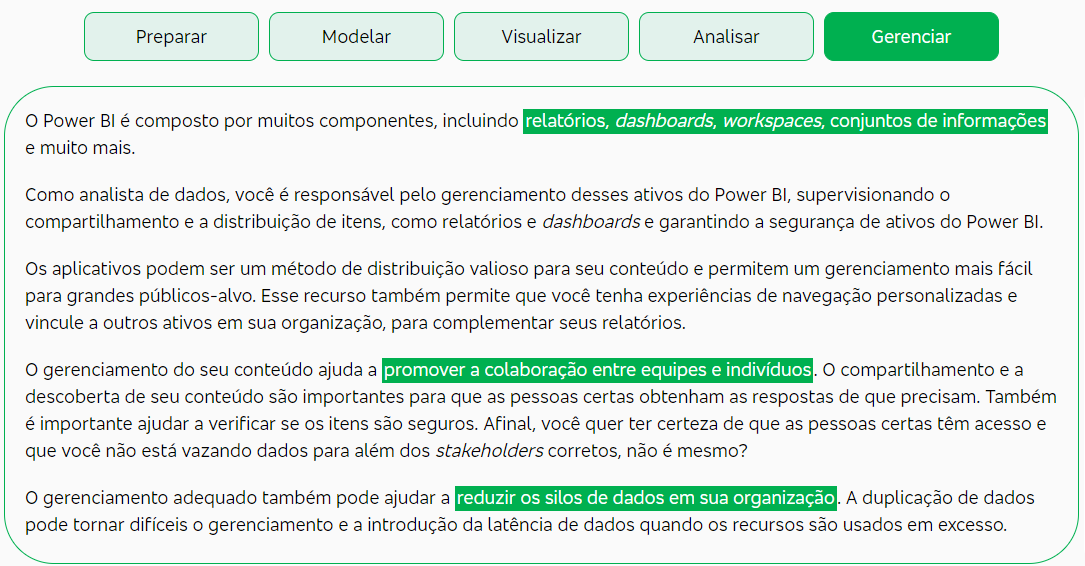 Preparar
Modelar
Visualizar
Analisar
Gerenciar
O Power BI é composto por muitos componentes, incluindo relatórios, dashboards, workspaces, conjuntos de informações
e muito mais.
Como analista de dados, você é responsável pelo gerenciamento desses ativos do Power BI, supervisionando o
compartilhamento e a distribuição de itens, como relatórios e dashboards e garantindo a segurança de ativos do Power BI.
Os aplicativos podem ser um método de distribuição valioso para seu conteúdo e permitem um gerenciamento mais fácil
para grandes públicos-alvo. Esse recurso também permite que você tenha experiências de navegação personalizadas e
vincule a outros ativos em sua organização, para complementar seus relatórios.
O gerenciamento do seu conteúdo ajuda a promover a colaboração entre equipes e indivíduos. O compartilhamento e a
descoberta de seu conteúdo são importantes para que as pessoas certas obtenham as respostas de que precisam. Também
é importante ajudar a verificar se os itens são seguros. Afinal, você quer ter certeza de que as pessoas certas têm acesso e
que você não está vazando dados para além dos stakeholders corretos, não é mesmo?
O gerenciamento adequado também pode ajudar a reduzir os silos de dados em sua organização. A duplicação de dados
pode tornar difíceis o gerenciamento e a introdução da latência de dados quando os recursos são usados em excesso.